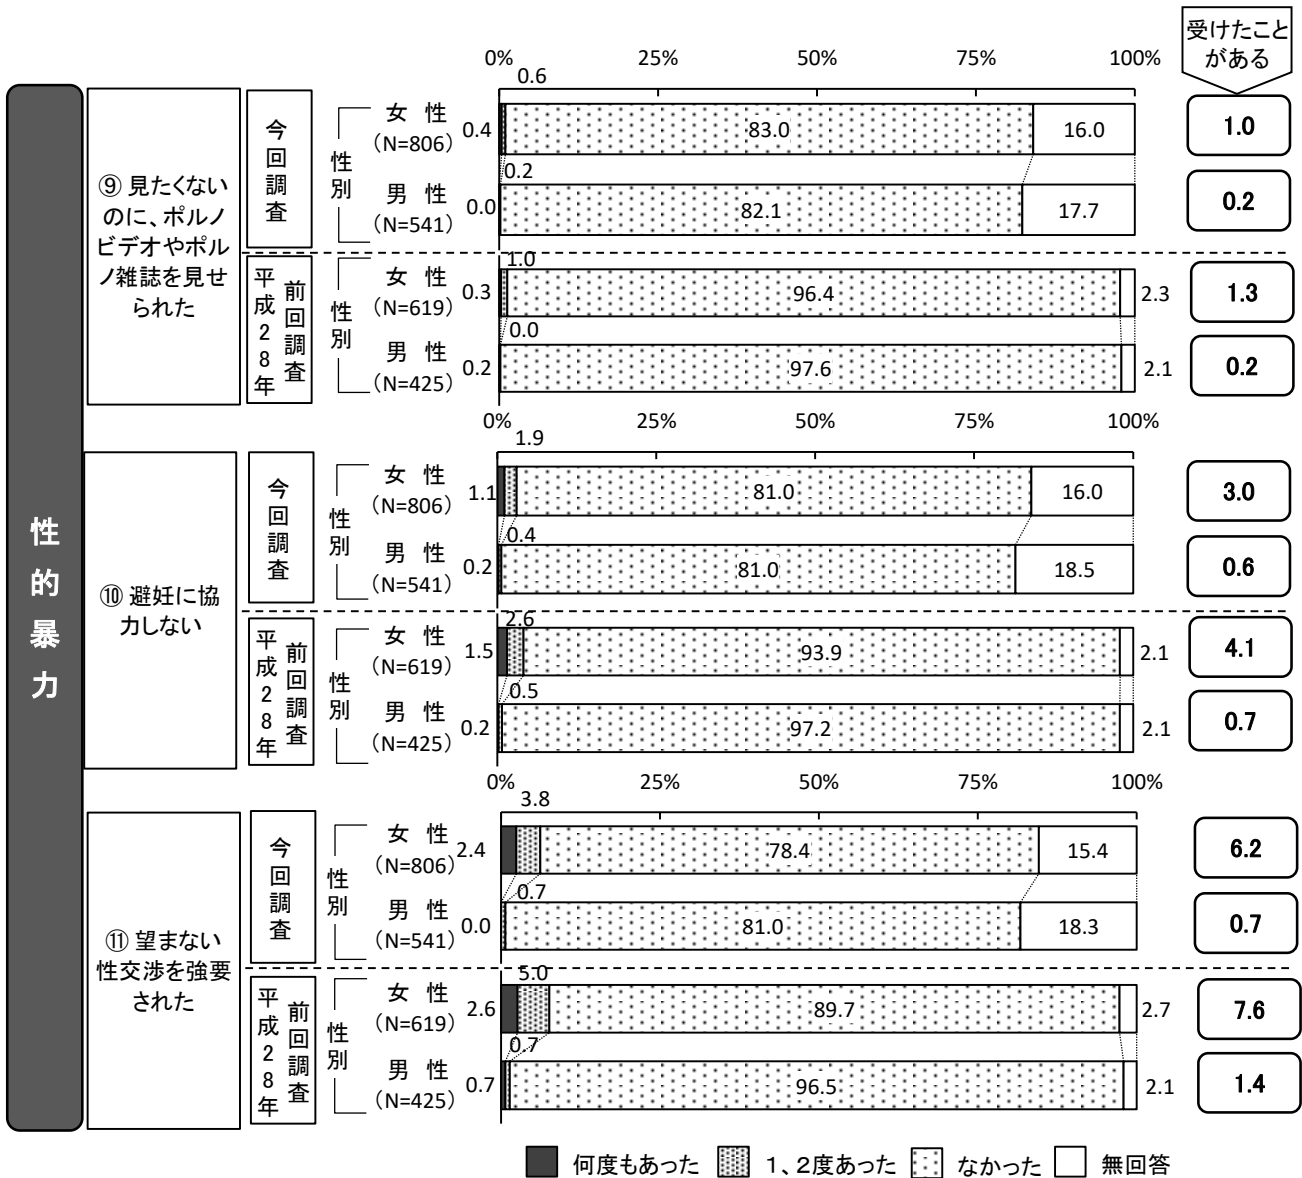 受けたこと
がある
性的暴力
0% 25% 50% 75% 100%
⑨ 見たくない
のに、ポルノ
ビデオやポル
ノ雑誌を見せ
られた
今回調査
性別
0.6
女 性
(N=806)
0.4
83.0
16.0
1.0
0.2
男 性
(N=541)
0.0
82.1
17.7
0.2
平成28年
前回調査
性別
1.0
女 性
(N=619)
0.3
96.4
2.3
1.3
0.0
男 性
(N=425)
0.2
97.6
2.1
0.2
0% 25% 50% 75% 100%
⑩ 避妊に協
力しない
今回調査
性別
1.9
女 性
(N=806)
1.1
81.0
16.0
3.0
0.4
男 性
(N=541)
0.2
81.0
18.5
0.6
平成28年
前回調査
性別
2.6
女 性
(N=619)
1.5
93.9
2.1
4.1
0.5
男 性
(N=425)
0.2
97.2
2.1
0.7
0% 25% 50% 75% 100%
⑪ 望まない
性交渉を強要
された
今回調査
性別
3.8
女 性
(N=806)
2.4
78.4
15.4
6.2
0.7
男 性
(N=541)
0.0
81.0
18.3
0.7
平成28年
前回調査
性別
5.0
女 性
(N=619)
2.6
89.7
2.7
7.6
0.7
男 性
(N=425)
0.7
96.5
2.1
1.4
何度もあった 1、2度あった なかった 無回答